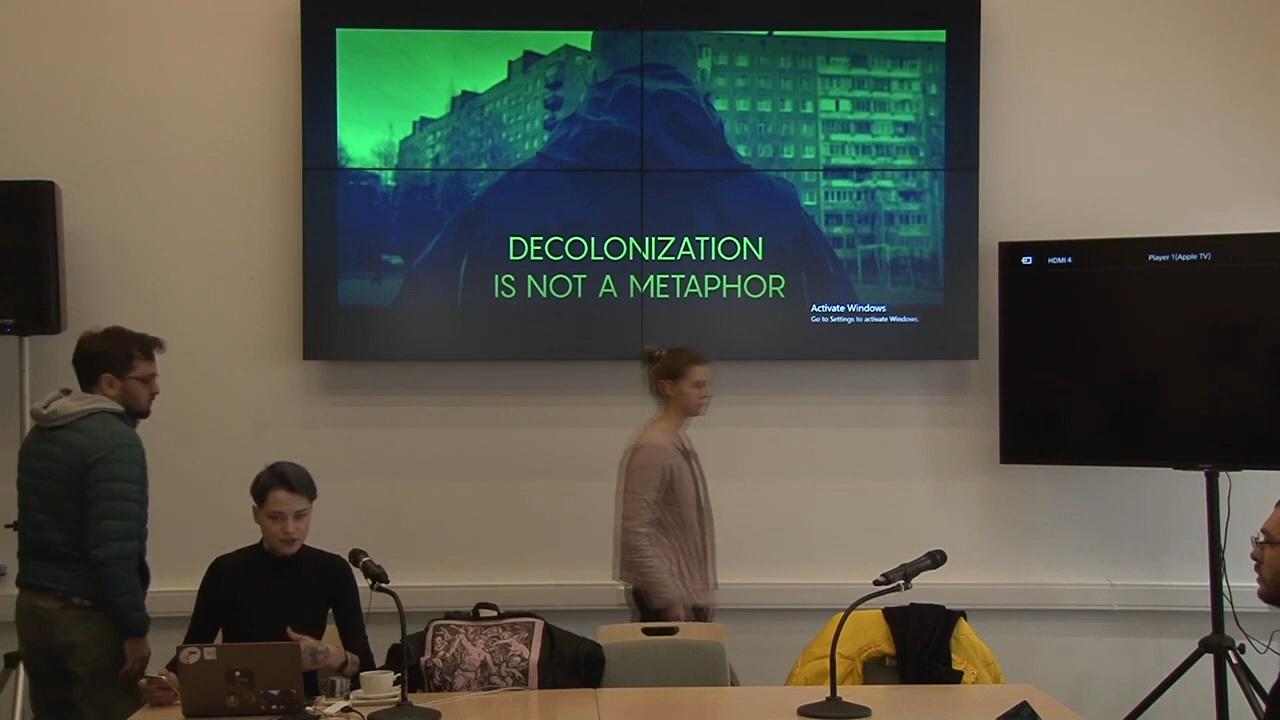 DECOLONIZATION
IS NOT A METAPHOR
Activate Windows
Go to Settings to activate Windows.
HDMI 4
Player 1(Apple TV)